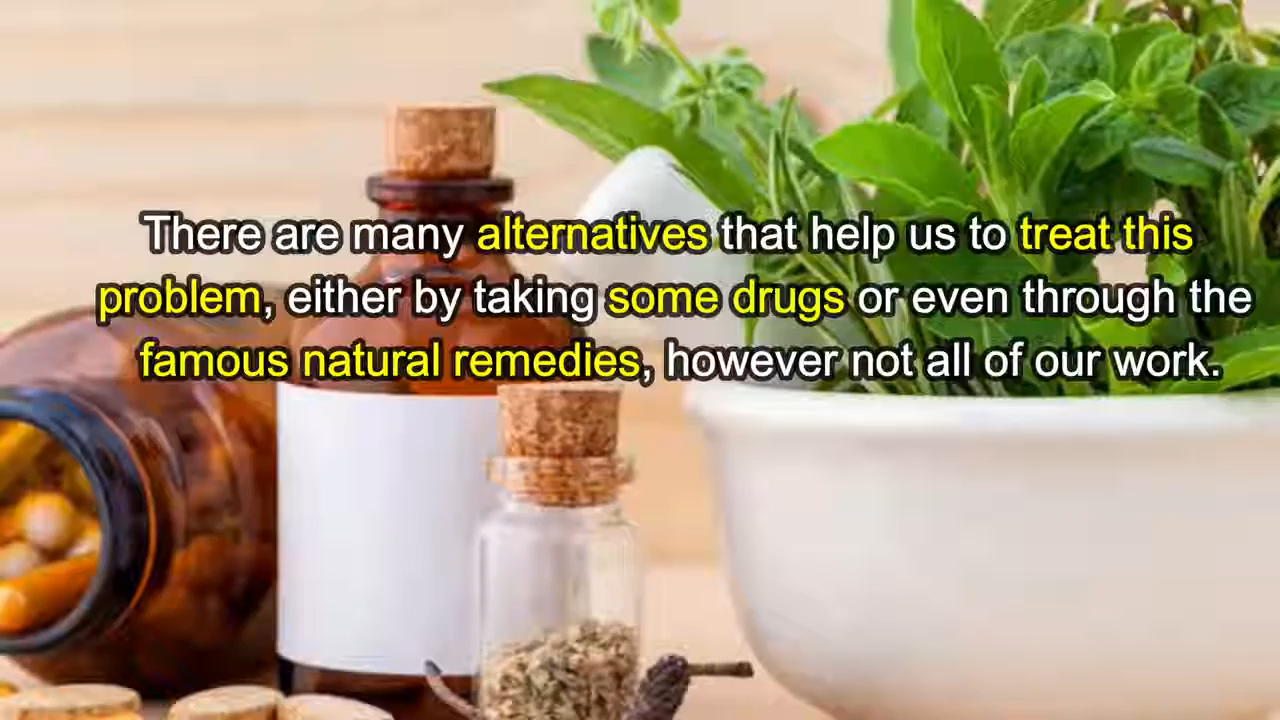 There are many alternatives that help us to treat this
problem, either by taking some drugs or even through the
famous natural remedies, however not all of our work.